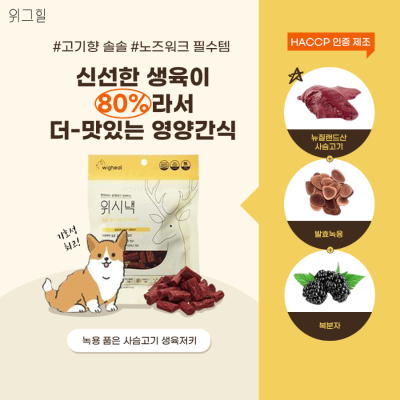 위그힐
#고기향 솔솔 #노즈워크 필수템
신선한 생육이
80%라서
더-맛있는 영양간식
wigheal
위시낵
기호성
최고!
녹용 품은 사슴고기 생육저키
HACCP 인증 제조
뉴질랜드산
사슴고기
발효녹용
복분자